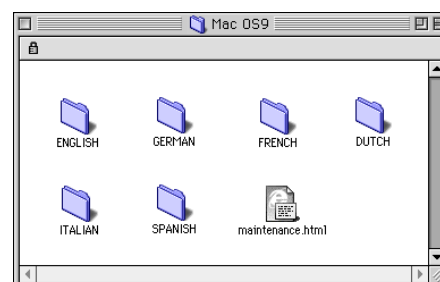 Mac OS9
ENGLISH
GERMAN
FRENCH
DUTCH
ITALIAN
SPANISH
maintenance.html